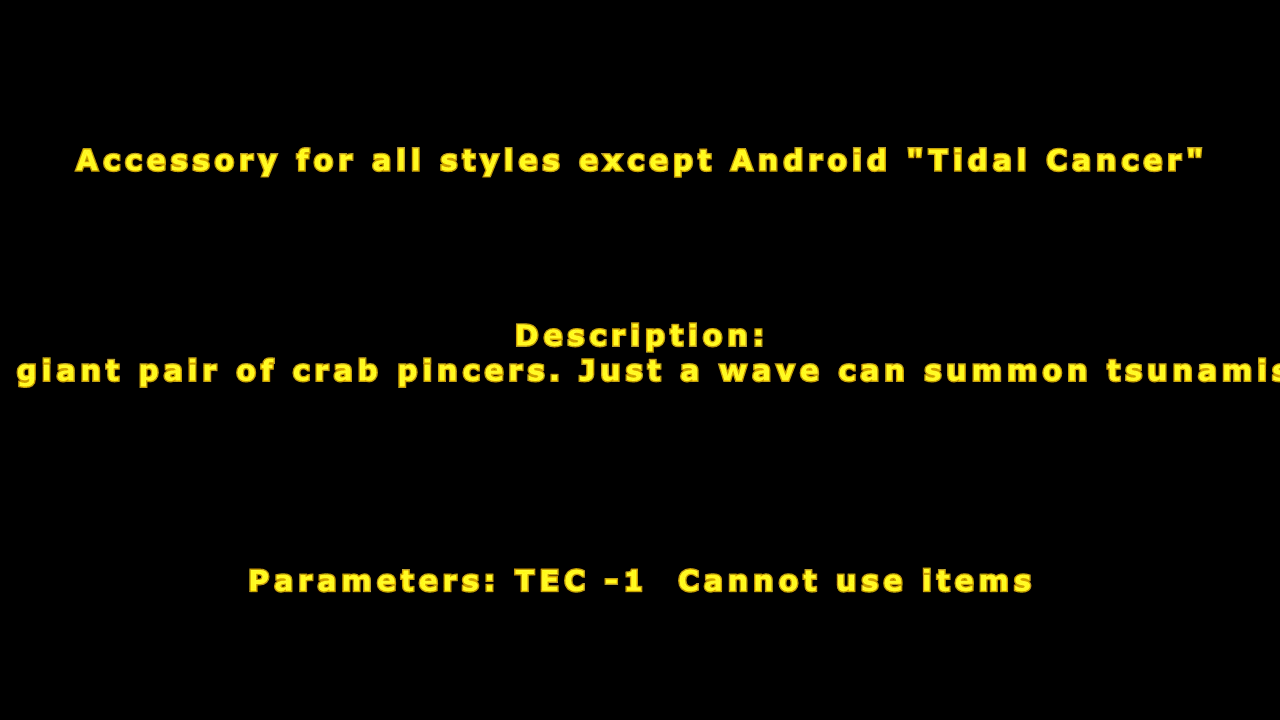 Accessory for all styles except Android "Tidal Cancer"
Description:
giant pair of crab pincers. Just a wave can summon tsunamis
Parameters: TEC -1  Cannot use items